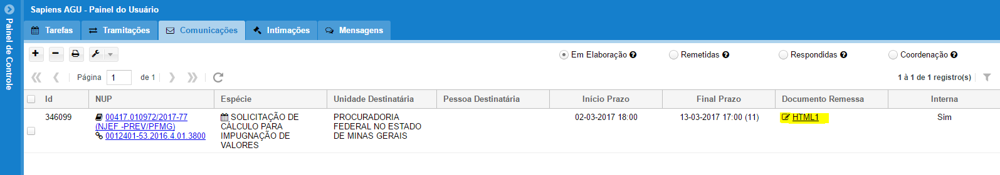 Sapiens AGU - Painel do Usuário
Painel de Controle
Tarefas Tramitações Comunicações Intimações Mensagens
Em Elaboração Remetidas Respondidas Coordenação
Página 1 de 1 1 à 1 de 1 registro(s)
Id NUP Espécie Unidade Destinatária Pessoa Destinatária Início Prazo Final Prazo Documento Remessa Interna
346099 00417.010972/2017-77 SOLICITAÇÃO DE PROCURADORIA 02-03-2017 18:00 13-03-2017 17:00 (11) HTML1 Sim
(NJEF -PREV/PFMG) CÁLCULO PARA FEDERAL NO ESTADO
0012401-53.2016.4.01.3800 IMPUGNAÇÃO DE DE MINAS GERAIS
VALORES